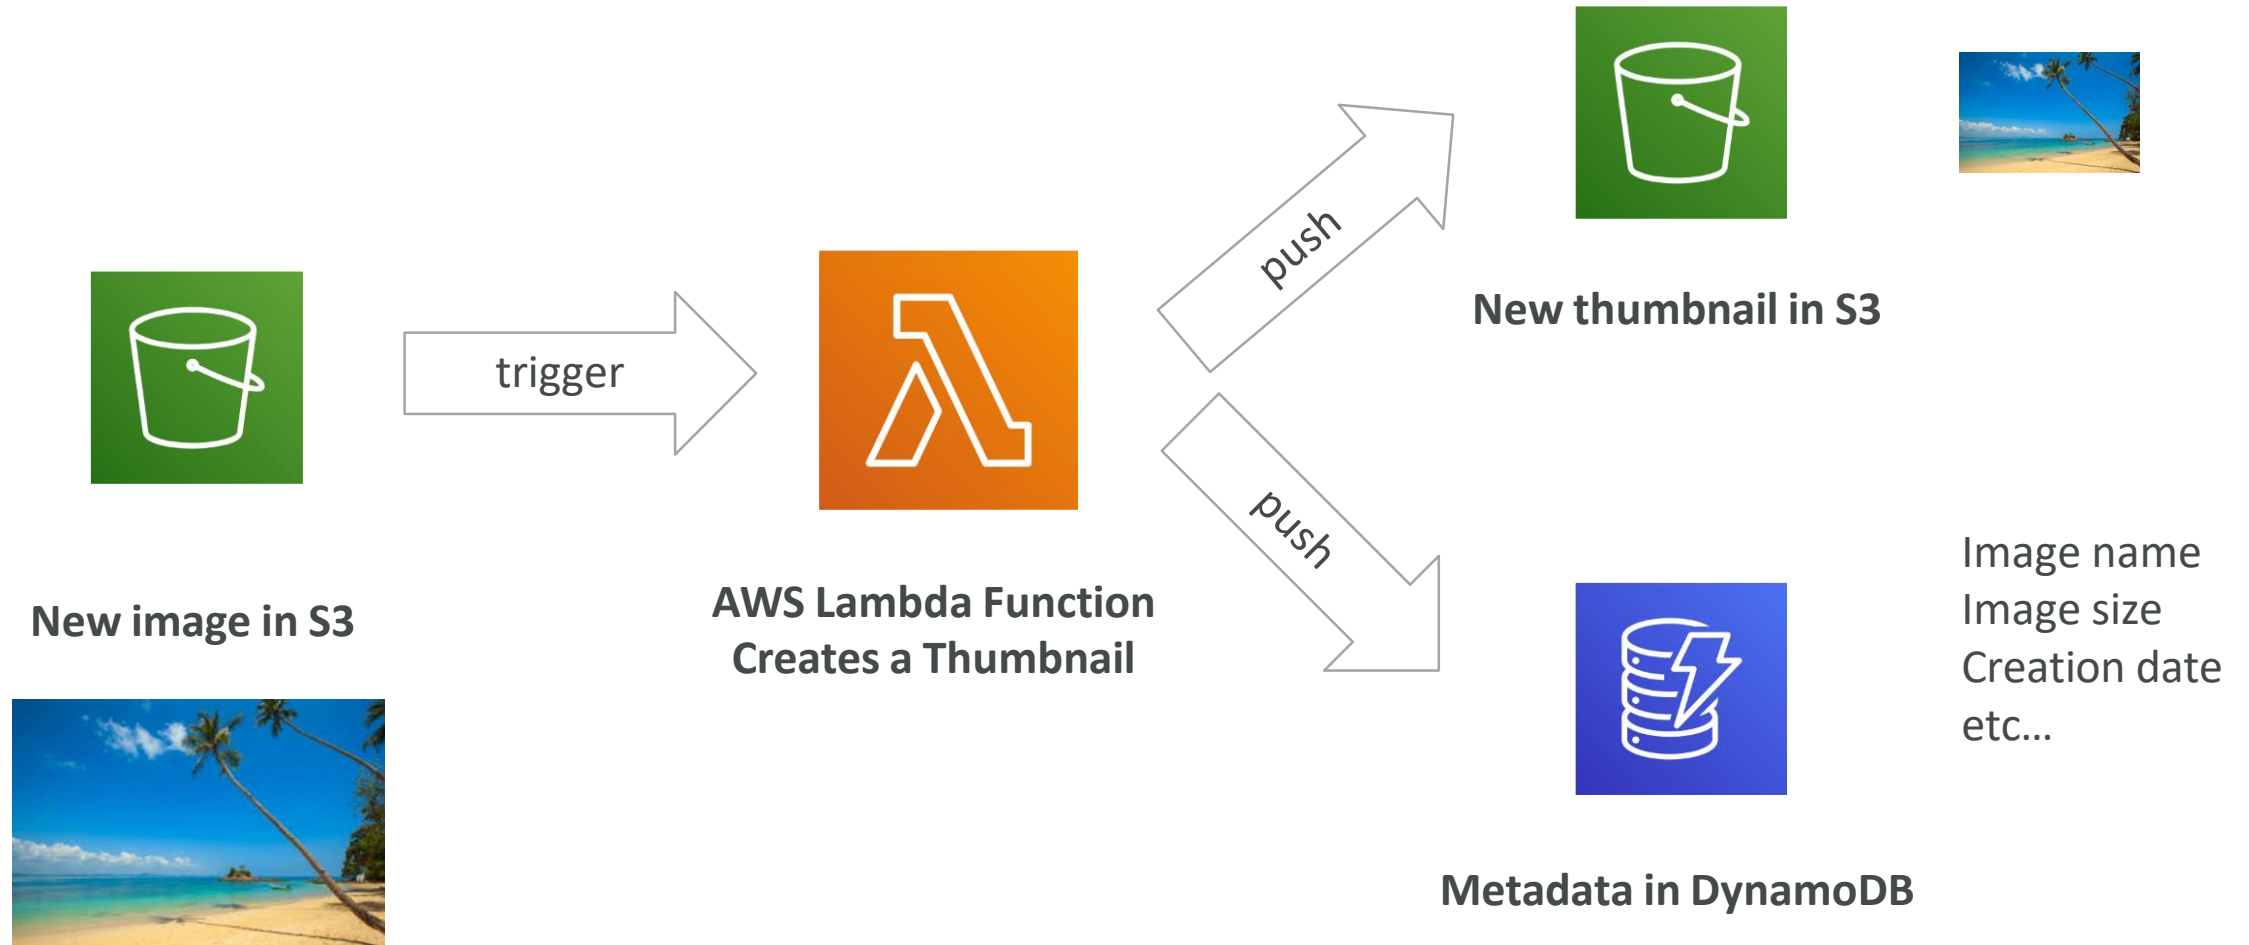 New image in S3
trigger
AWS Lambda Function
Creates a Thumbnail
push
New thumbnail in S3
push
Metadata in DynamoDB
Image name
Image size
Creation date
etc…